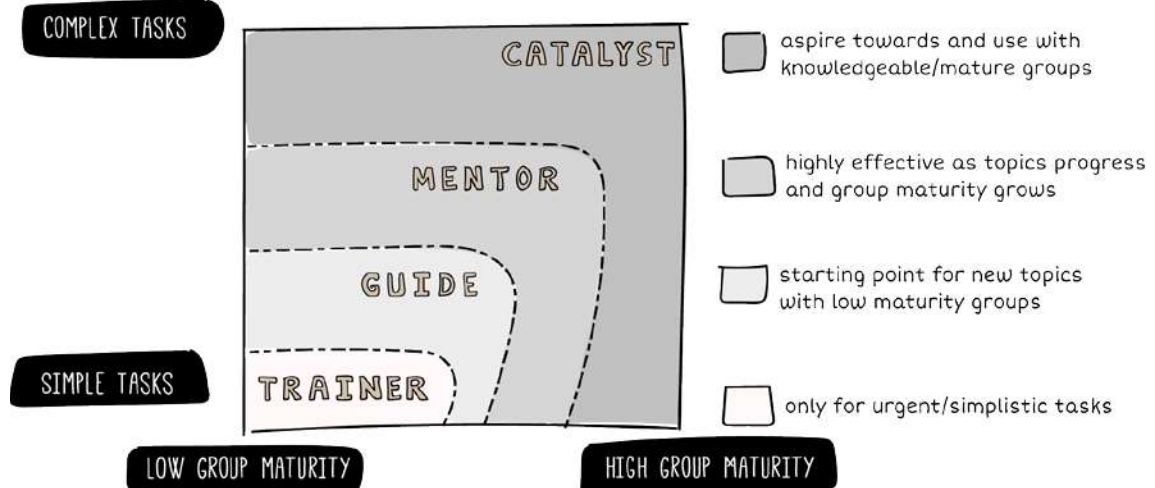 COMPLEX TASKS
CATALYST
aspire towards and use with
knowledgeable/mature groups
MENTOR
highly effective as topics progress
and group maturity grows
GUIDE
starting point for new topics
with low maturity groups
SIMPLE TASKS
TRAINER
only for urgent/simplistic tasks
LOW GROUP MATURITY
HIGH GROUP MATURITY